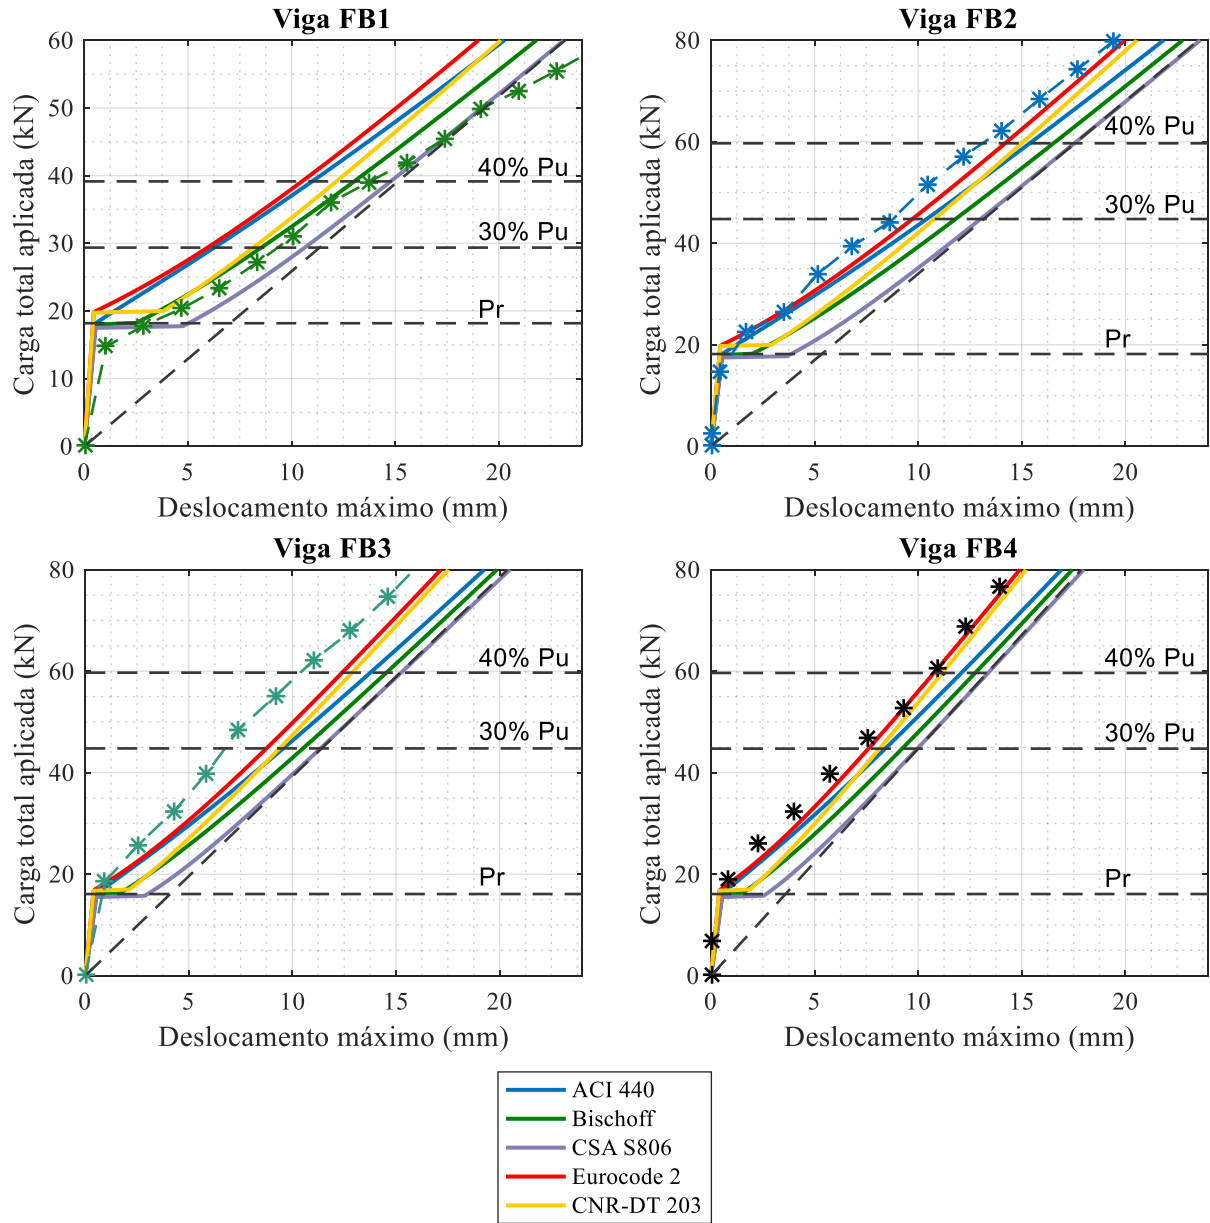 Viga FB1
Carga total aplicada (kN)
60
50
40
30
20
10
0
40% Pu
30% Pu
Pr
0 5 10 15 20
Deslocamento máximo (mm)
Viga FB2
Carga total aplicada (kN)
80
60
40
20
0
40% Pu
30% Pu
Pr
0 5 10 15 20
Deslocamento máximo (mm)
Viga FB3
Carga total aplicada (kN)
80
60
40
20
0
40% Pu
30% Pu
Pr
0 5 10 15 20
Deslocamento máximo (mm)
Viga FB4
Carga total aplicada (kN)
80
60
40
20
0
40% Pu
30% Pu
Pr
0 5 10 15 20
Deslocamento máximo (mm)
ACI 440
Bischoff
CSA S806
Eurocode 2
CNR-DT 203